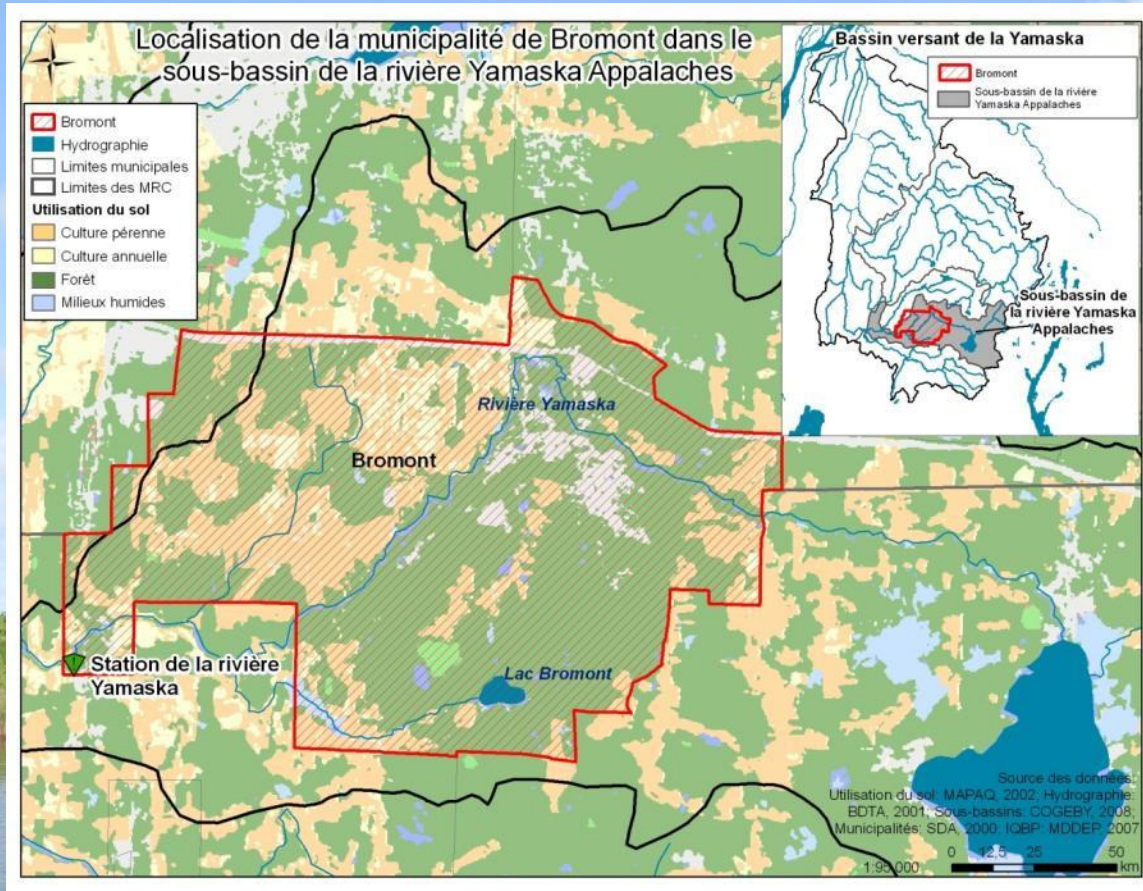 Localisation de la municipalité de Bromont dans le
sous-bassin de la rivière Yamaska Appalaches
Bromont
Hydrographie
Limites municipales
Limites des MRC
Utilisation du sol
Culture pérenne
Culture annuelle
Forêt
Milieux humides
Bassin versant de la Yamaska
Bromont
Sous-bassin de la rivière
Yamaska Appalaches
Sous-bassin de
la rivière Yamaska
Appalaches
Rivière Yamaska
Bromont
Station de la rivière
Yamaska
Lac Bromont
Source des données:
Utilisation du sol: MAPAQ, 2002; Hydrographie:
BDTA, 2001; Sous-bassins: COGEBY, 2008;
Municipalités: SDA, 2000; IQBP: MDDEP, 2007
0 12,5 25 50
1:95 000 km